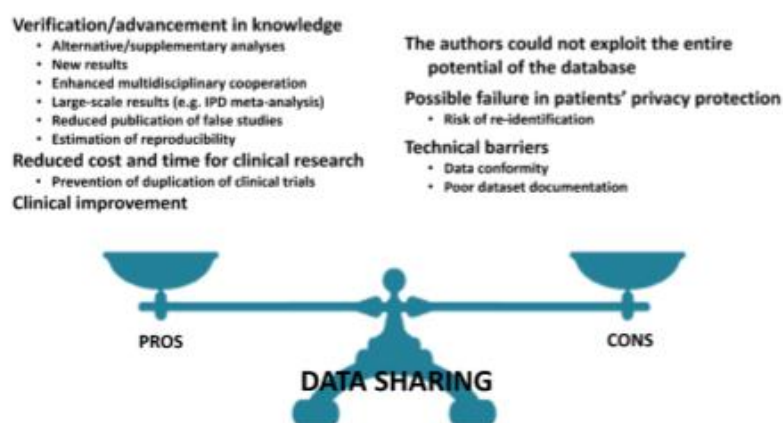 Verification/advancement in knowledge
• Alternative/supplementary analyses
• New results
• Enhanced multidisciplinary cooperation
• Large-scale results (e.g. IPD meta-analysis)
• Reduced publication of false studies
• Estimation of reproducibility
Reduced cost and time for clinical research
• Prevention of duplication of clinical trials
Clinical improvement
The authors could not exploit the entire
potential of the database
Possible failure in patients' privacy protection
• Risk of re-identification
Technical barriers
• Data conformity
• Poor dataset documentation
PROS
CONS
DATA SHARING